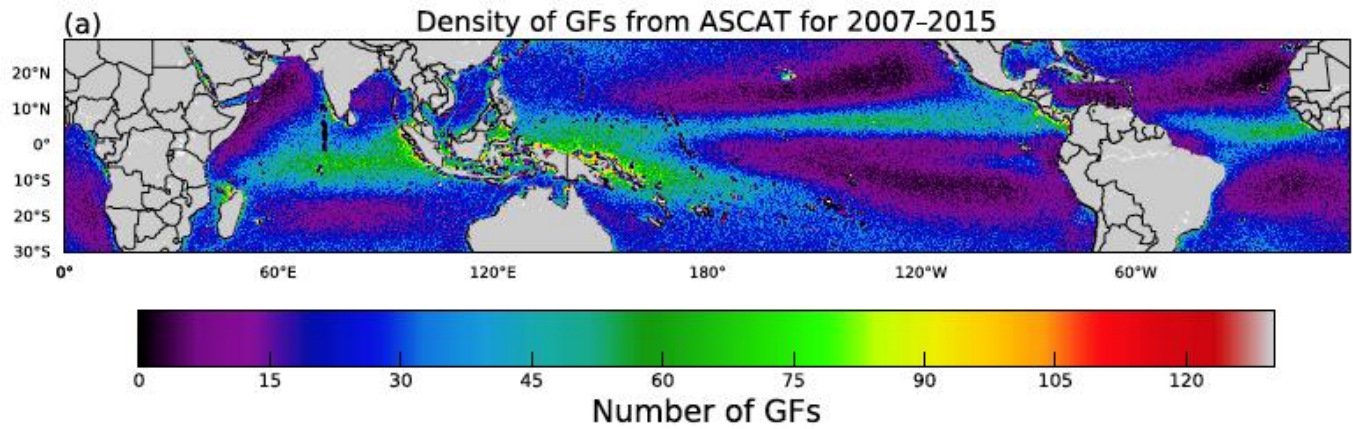 (a) Density of GFs from ASCAT for 2007–2015
20°N
10°N
0°
10°S
20°S
30°S
0° 60°E 120°E 180° 120°W 60°W
0 15 30 45 60 75 90 105 120
Number of GFs